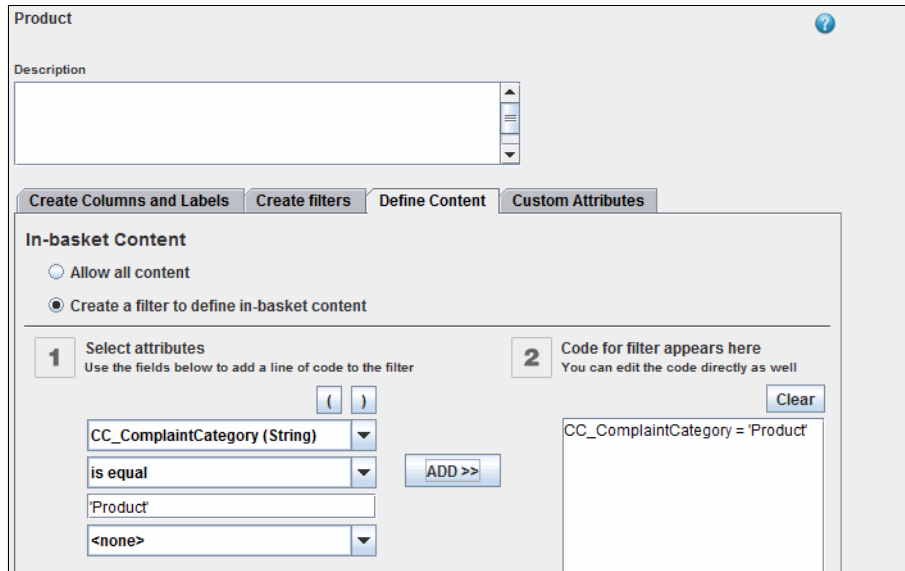 Product
?
Description
Create Columns and Labels Create filters Define Content Custom Attributes
In-basket Content
Allow all content
Create a filter to define in-basket content
1 Select attributes
Use the fields below to add a line of code to the filter
2 Code for filter appears here
You can edit the code directly as well
( )
Clear
CC_ComplaintCategory (String)
is equal
'Product'
<none>
ADD >>
CC_ComplaintCategory = 'Product'